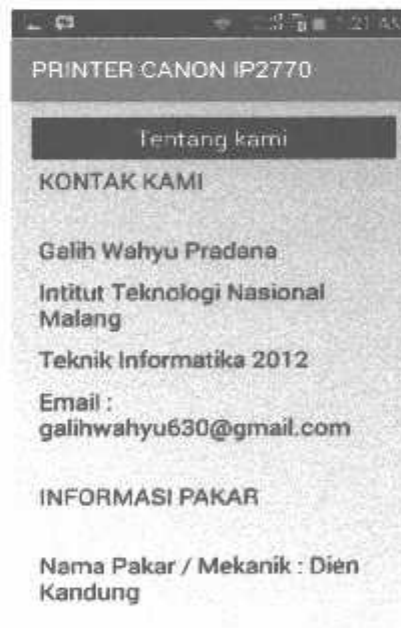 PRINTER CANON IP2770
Tentang kami
KONTAK KAMI
Galih Wahyu Pradana
Intitut Teknologi Nasional
Malang
Teknik Informatika 2012
Email :
galihwahyu630@gmail.com
INFORMASI PAKAR
Nama Pakar / Mekanik : Dien
Kandung